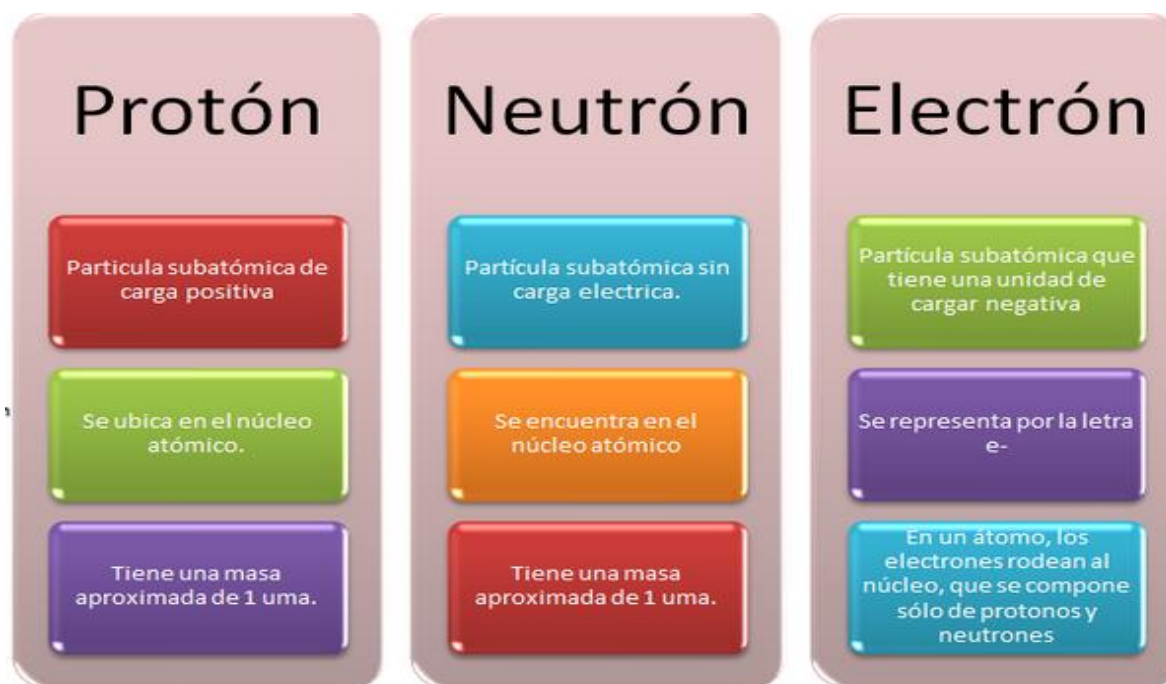 Protón
Particula subatómica de
carga positiva
Se ubica en el núcleo
atómico.
Tiene una masa
aproximada de 1 uma.
Neutrón
Partícula subatómica sin
carga electrica.
Se encuentra en el
núcleo atómico
Tiene una masa
aproximada de 1 uma.
Electrón
Partícula subatómica que
tiene una unidad de
cargar negativa
Se representa por la letra
e-
En un átomo, los
electrones rodean al
núcleo, que se compone
sólo de protonos y
neutrones